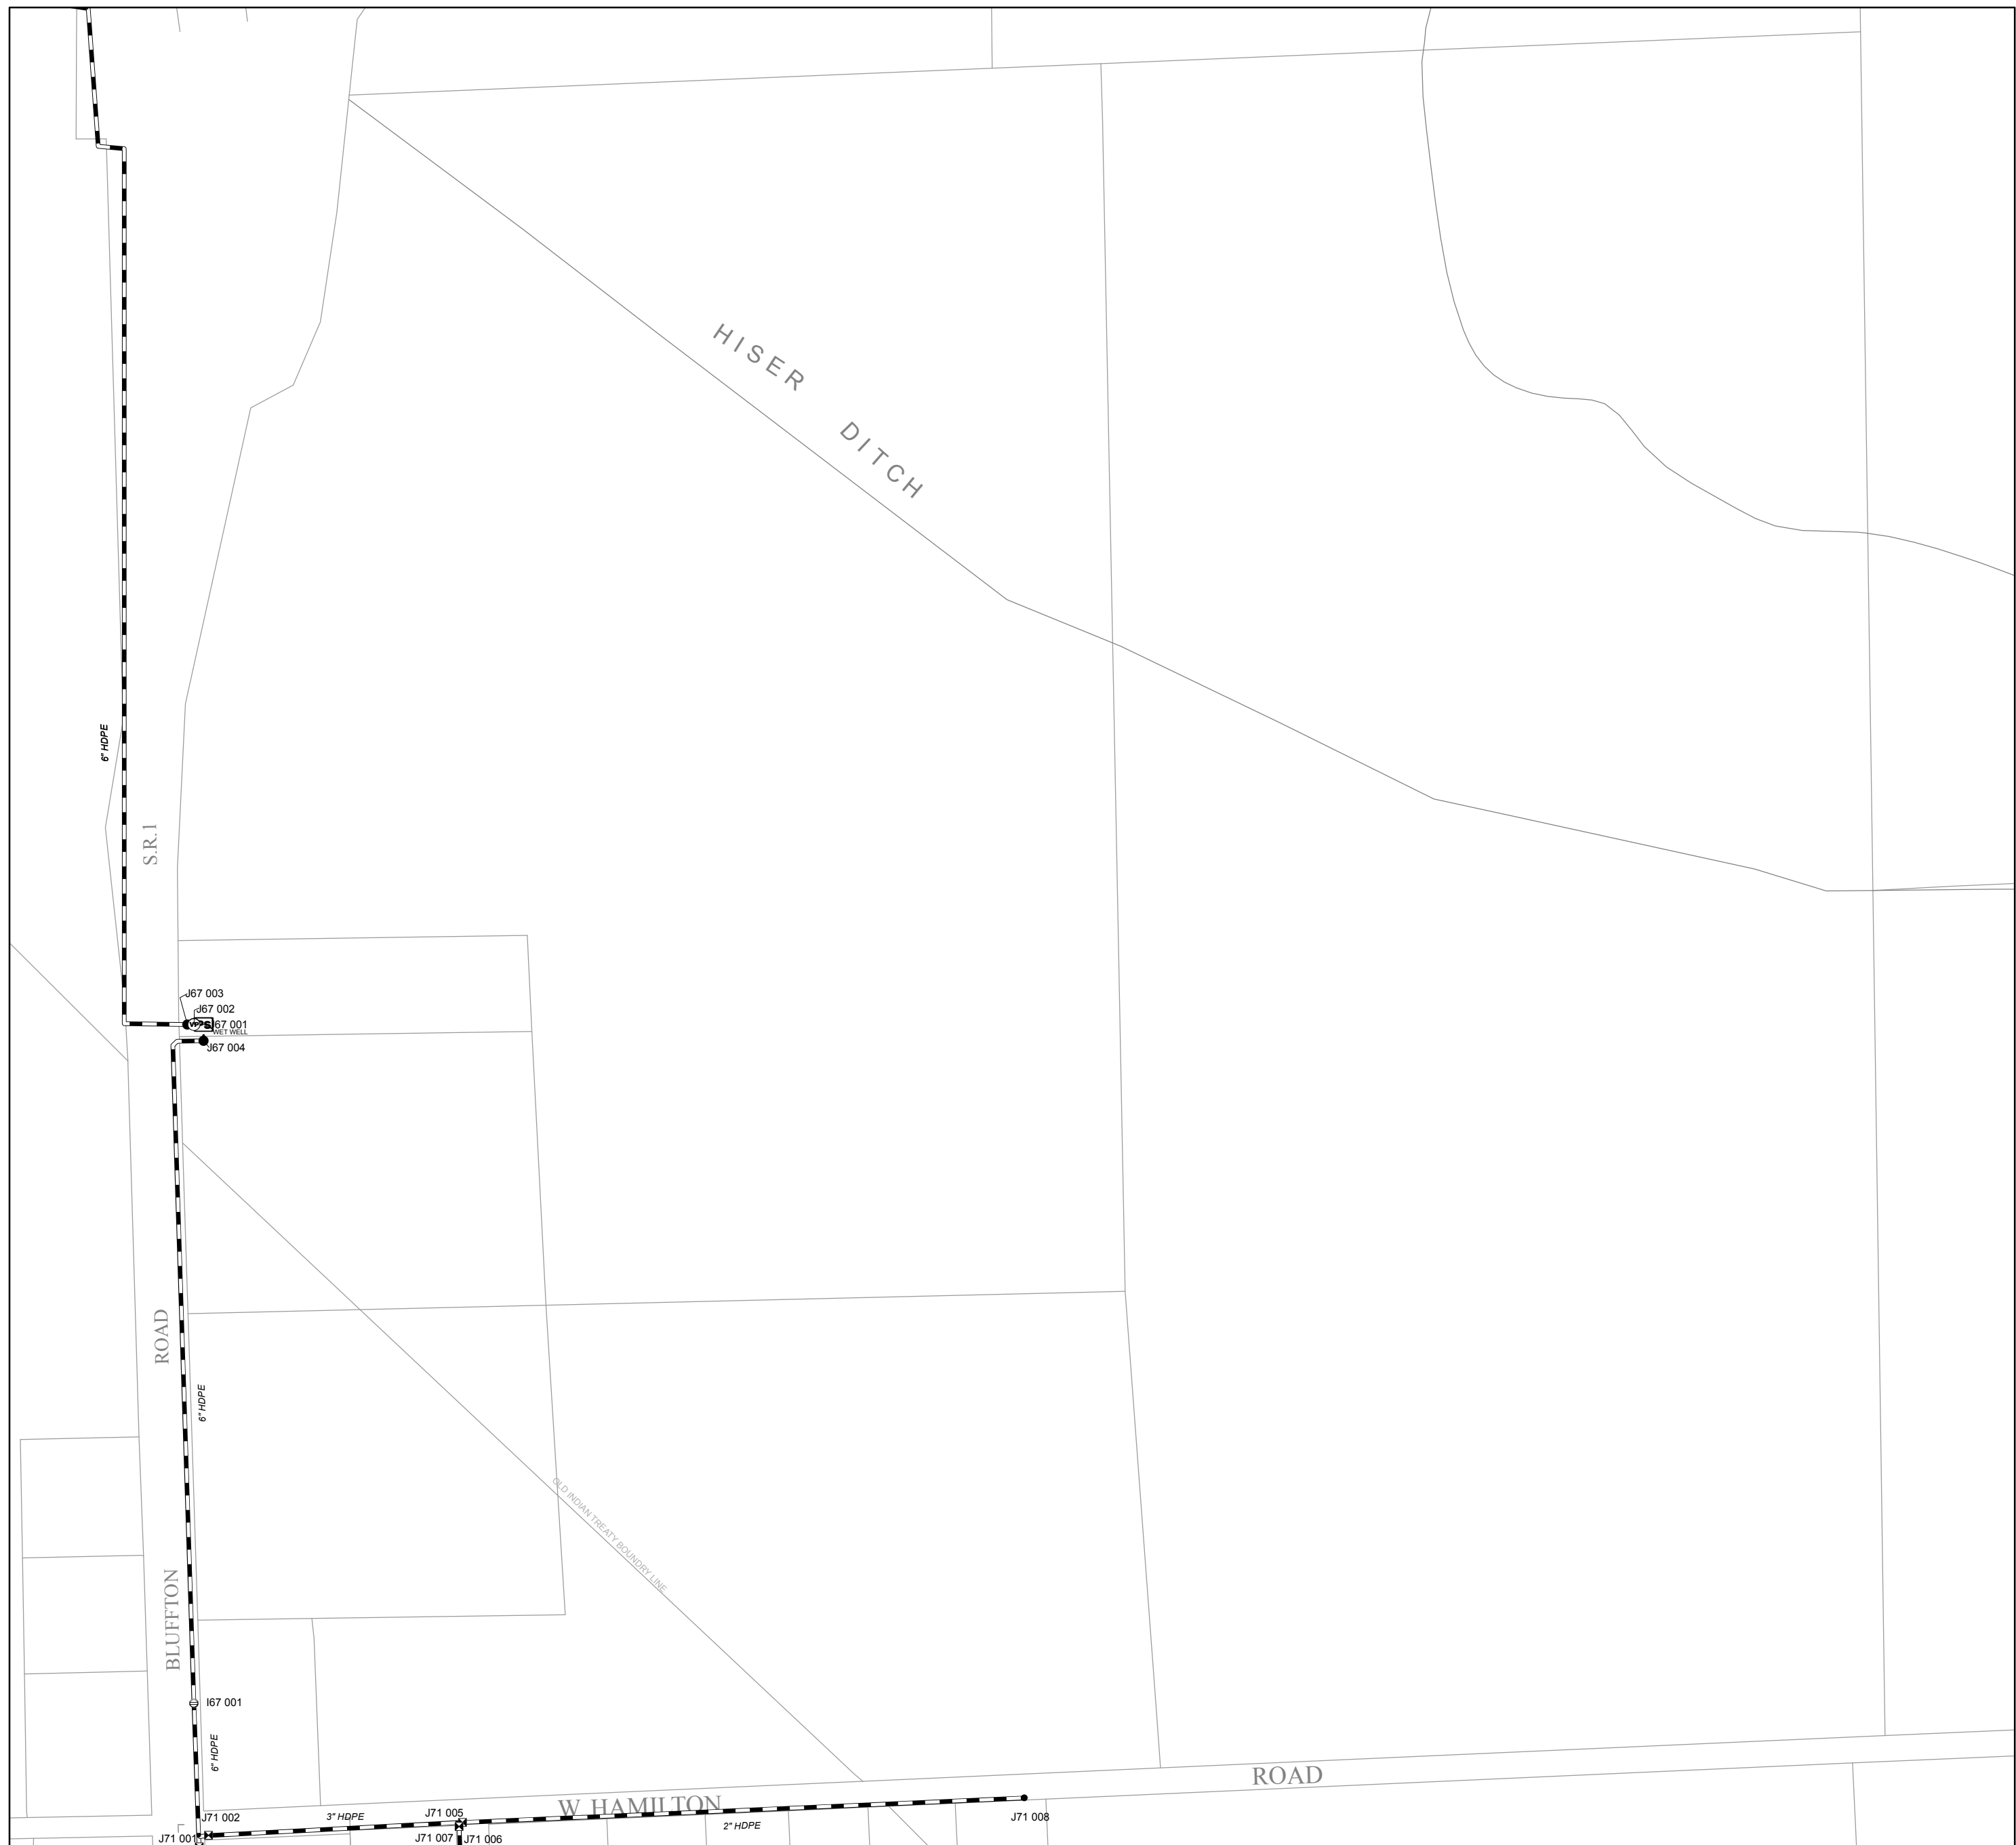 HISER DITCH
6" HDPE
S.R.1
J67 003
J67 002
VP PS J67 001
WET WELL
J67 004
ROAD
6" HDPE
OLD INDIAN TREATY BOUNDRY LINE
BLUFFTON
I67 001
6" HDPE
ROAD
W HAMILTON
J71 002
3" HDPE
J71 005
J71 008
2" HDPE
J71 001
J71 007
J71 006